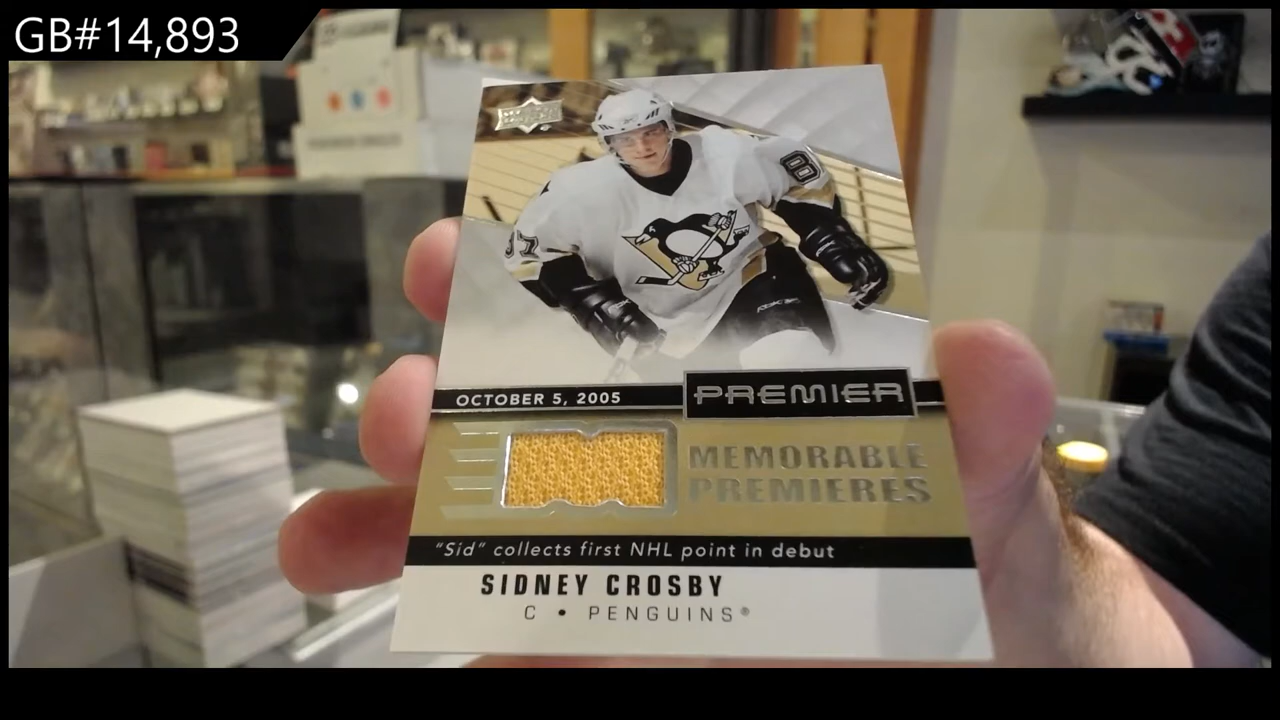 GB#14,893
UPPER DECK
87
8
OCTOBER 5, 2005
PREMIER
MEMORABLE
PREMIERES
"Sid" collects first NHL point in debut
SIDNEY CROSBY
C • PENGUINS®